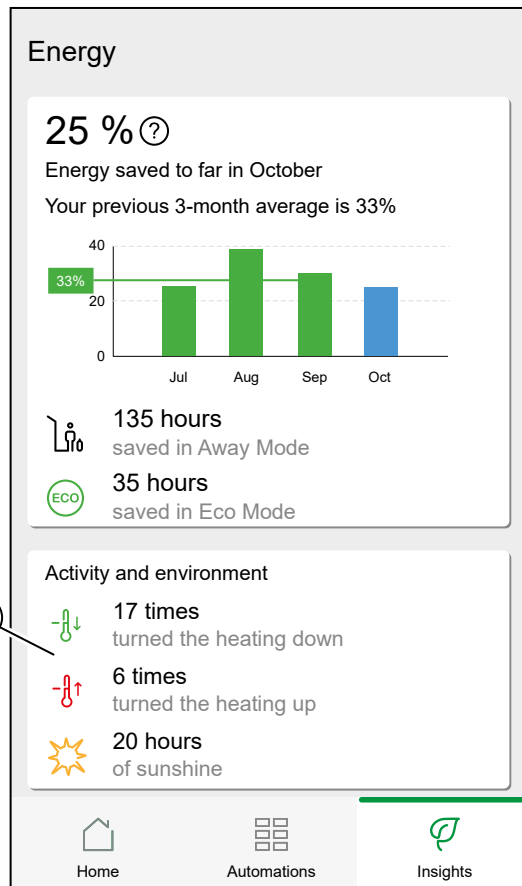 Energy
25 % ?
Energy saved to far in October
Your previous 3-month average is 33%
40
33%
20
0
Jul Aug Sep Oct
135 hours
saved in Away Mode
ECO
35 hours
saved in Eco Mode
Activity and environment
17 times
turned the heating down
6 times
turned the heating up
20 hours
of sunshine
Home Automations Insights